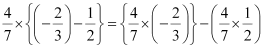 4/7 × {(−2/3) − 1/2} = {4/7 × (−2/3)} − (4/7 × 1/2)